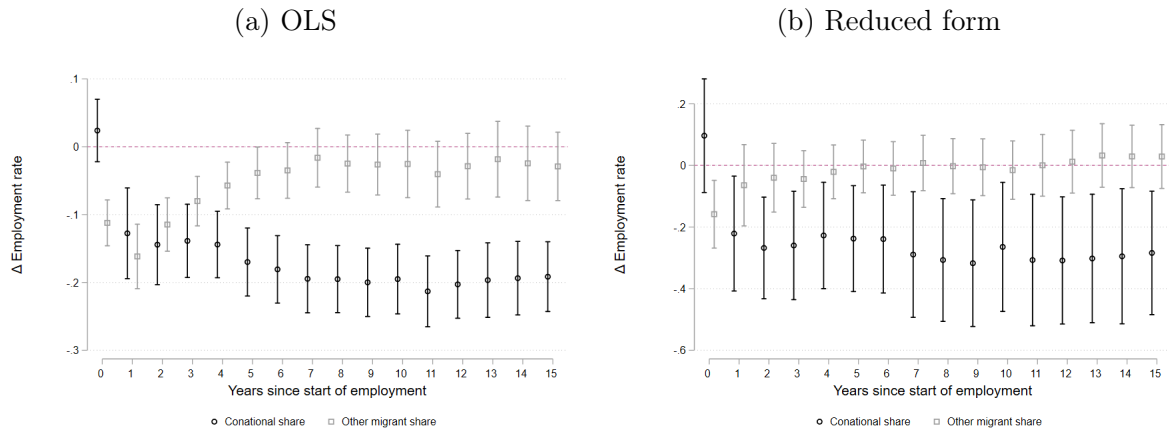 (a) OLS
.1
0
-.1
-.2
-.3
Δ Employment rate
0 1 2 3 4 5 6 7 8 9 10 11 12 13 14 15
Years since start of employment
Conational share Other migrant share
(b) Reduced form
.2
0
-.2
-.4
-.6
Δ Employment rate
0 1 2 3 4 5 6 7 8 9 10 11 12 13 14 15
Years since start of employment
Conational share Other migrant share